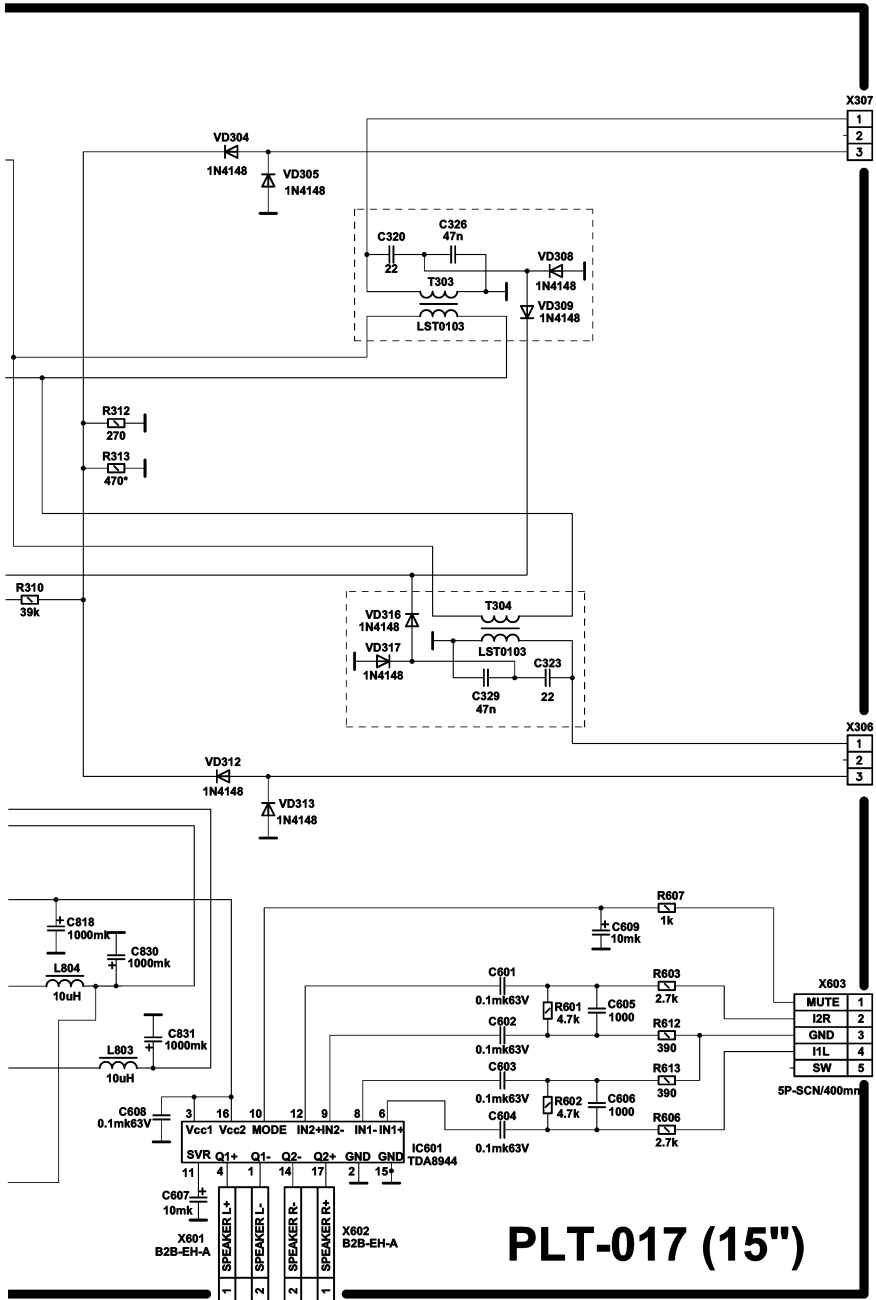 X307
1
2
3
VD304
1N4148
VD305
1N4148
C320
22
C326
47n
VD308
1N4148
T303
LST0103
VD309
1N4148
R312
270
R313
470*
R310
39k
VD316
1N4148
VD317
1N4148
T304
LST0103
C329
47n
C323
22
X306
1
2
3
VD312
1N4148
VD313
1N4148
C818
1000mk
C830
1000mk
L804
10uH
C831
1000mk
L803
10uH
R607
1k
C609
10mk
C601
0.1mk63V
R601
4.7k
C605
1000
R603
2.7k
C602
0.1mk63V
R612
390
C603
0.1mk63V
R613
390
R602
4.7k
C606
1000
C604
0.1mk63V
R606
2.7k
X603
MUTE 1
I2R 2
GND 3
I1L 4
SW 5
5P-SCN/400mm
C608
0.1mk63V
3 16 10 12 9 8 6
Vcc1 Vcc2 MODE IN2+IN2- IN1- IN1+
SVR Q1+ Q1- Q2- Q2+ GND GND
11 4 1 14 17 2 15
IC601
TDA8944
C607
10mk
X601
B2B-EH-A
SPEAKER L+
1
SPEAKER L-
2
SPEAKER R-
2
SPEAKER R+
1
X602
B2B-EH-A
PLT-017 (15")